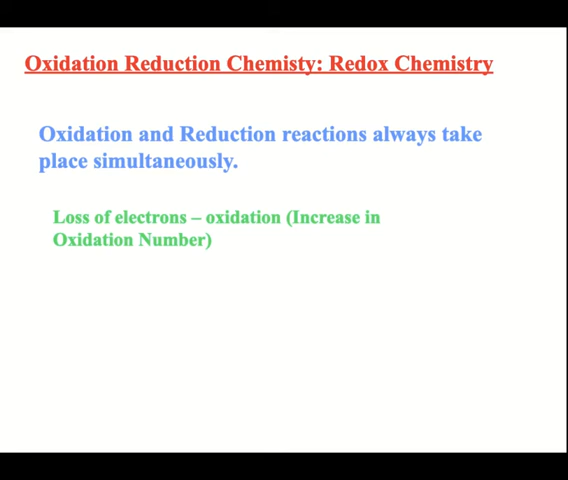 Oxidation Reduction Chemisty: Redox Chemistry
Oxidation and Reduction reactions always take
place simultaneously.
Loss of electrons – oxidation (Increase in
Oxidation Number)